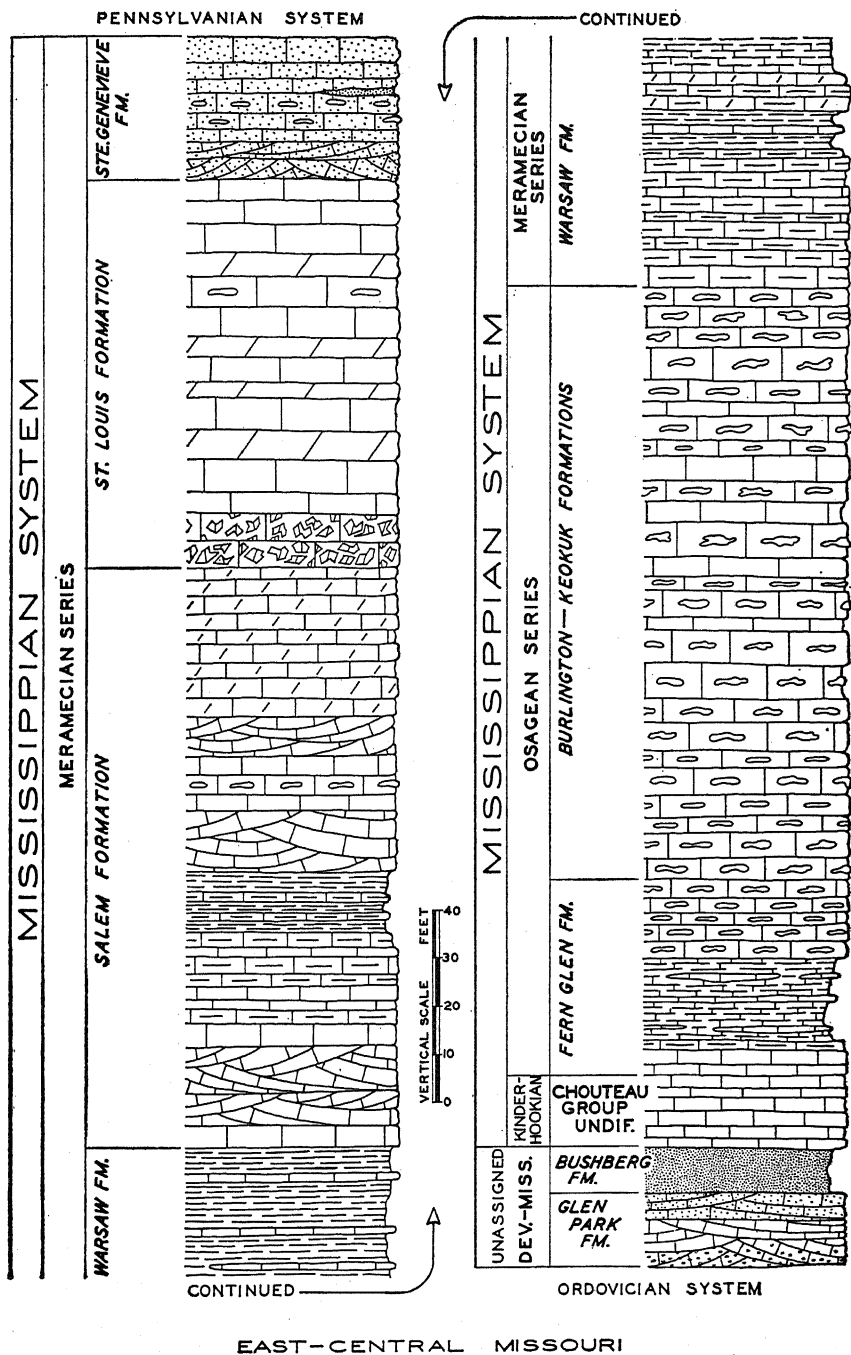 PENNSYLVANIAN SYSTEM
MISSISSIPPIAN SYSTEM
MERAMECIAN SERIES
STE.GENEVIEVE
FM.
ST. LOUIS FORMATION
SALEM FORMATION
WARSAW FM.
CONTINUED
VERTICAL SCALE FEET
40
30
20
10
0
CONTINUED
MISSISSIPPIAN SYSTEM
MERAMECIAN
SERIES
WARSAW FM.
OSAGEAN SERIES
BURLINGTON—KEOKUK FORMATIONS
FERN GLEN FM.
KINDER-
HOOKIAN
CHOUTEAU
GROUP
UNDIF.
UNASSIGNED
DEV.-MISS.
BUSHBERG
FM.
GLEN
PARK
FM.
ORDOVICIAN SYSTEM
EAST-CENTRAL MISSOURI